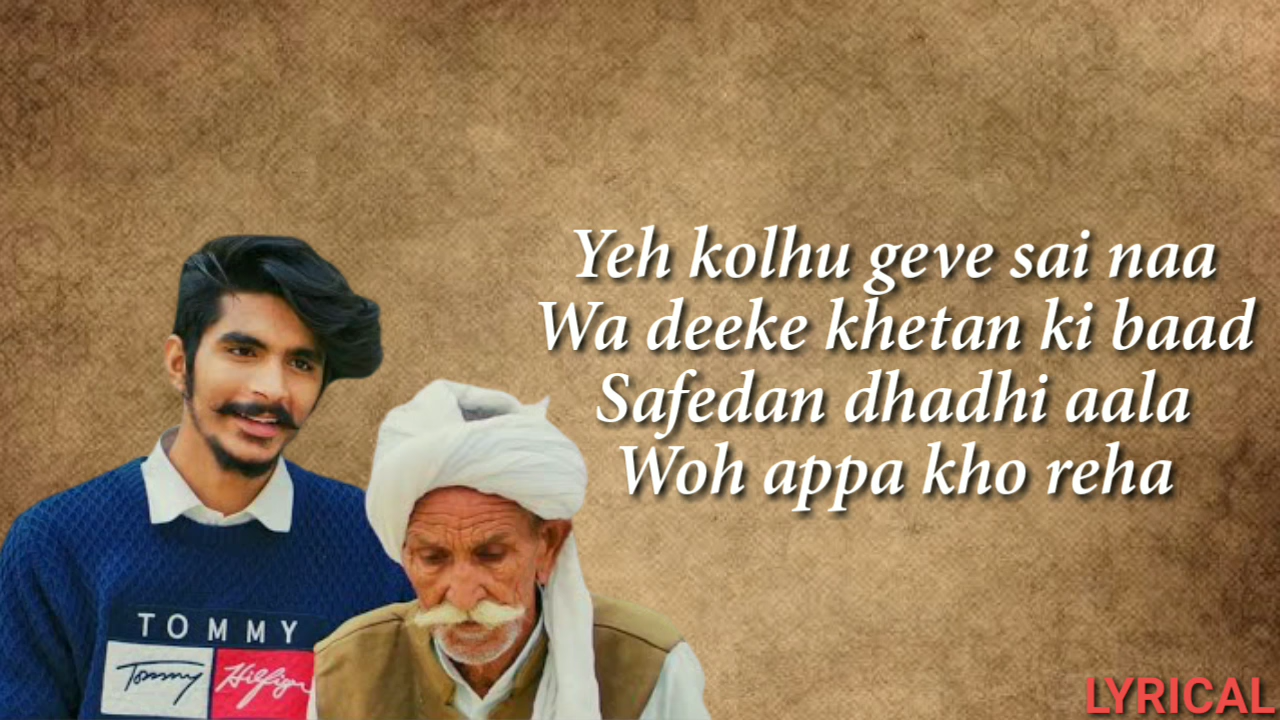 Yeh kolhu geve sai naa
Wa deeke khetan ki baad
Safedan dhadhi aala
Woh appa kho reha
TOMMY
Tommy Hilfiger
LYRICAL